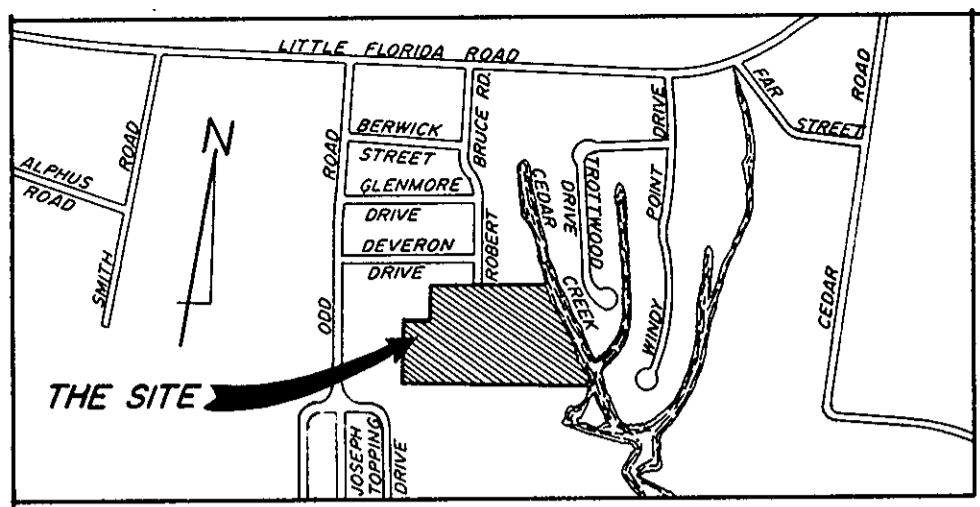 LITTLE FLORIDA ROAD
FAR
STREET
ROAD
CEDAR
ALPHUS
ROAD
ROAD
SMITH
N
ROAD
ODD
BERWICK
STREET
GLENMORE
DRIVE
DEVERON
DRIVE
BRUCE RD.
ROBERT
CEDAR
CREEK
TROTTWOOD
DRIVE
DRIVE
POINT
WINDY
THE SITE
JOSEPH
TOPPING
DRIVE